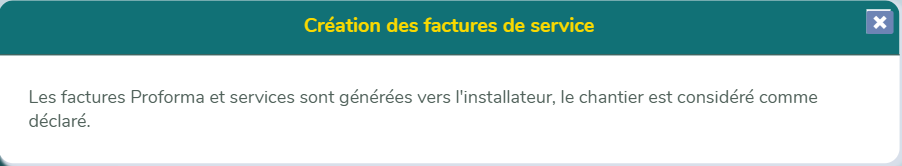 Création des factures de service
Les factures Proforma et services sont générées vers l'installateur, le chantier est considéré comme
déclaré.